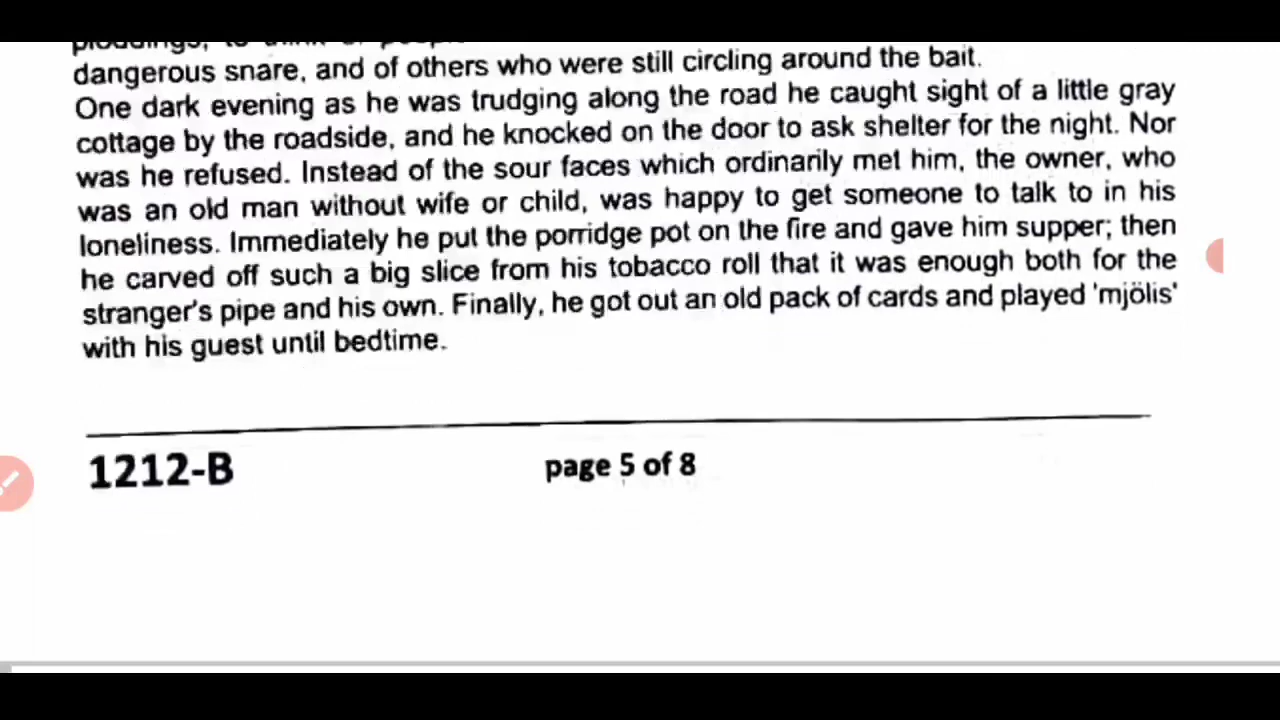 dangerous snare, and of others who were still circling around the bait.
One dark evening as he was trudging along the road he caught sight of a little gray
cottage by the roadside, and he knocked on the door to ask shelter for the night. Nor
was he refused. Instead of the sour faces which ordinarily met him, the owner, who
was an old man without wife or child, was happy to get someone to talk to in his
loneliness. Immediately he put the porridge pot on the fire and gave him supper; then
he carved off such a big slice from his tobacco roll that it was enough both for the
stranger's pipe and his own. Finally, he got out an old pack of cards and played 'mjölis'
with his guest until bedtime.
1212-B
page 5 of 8